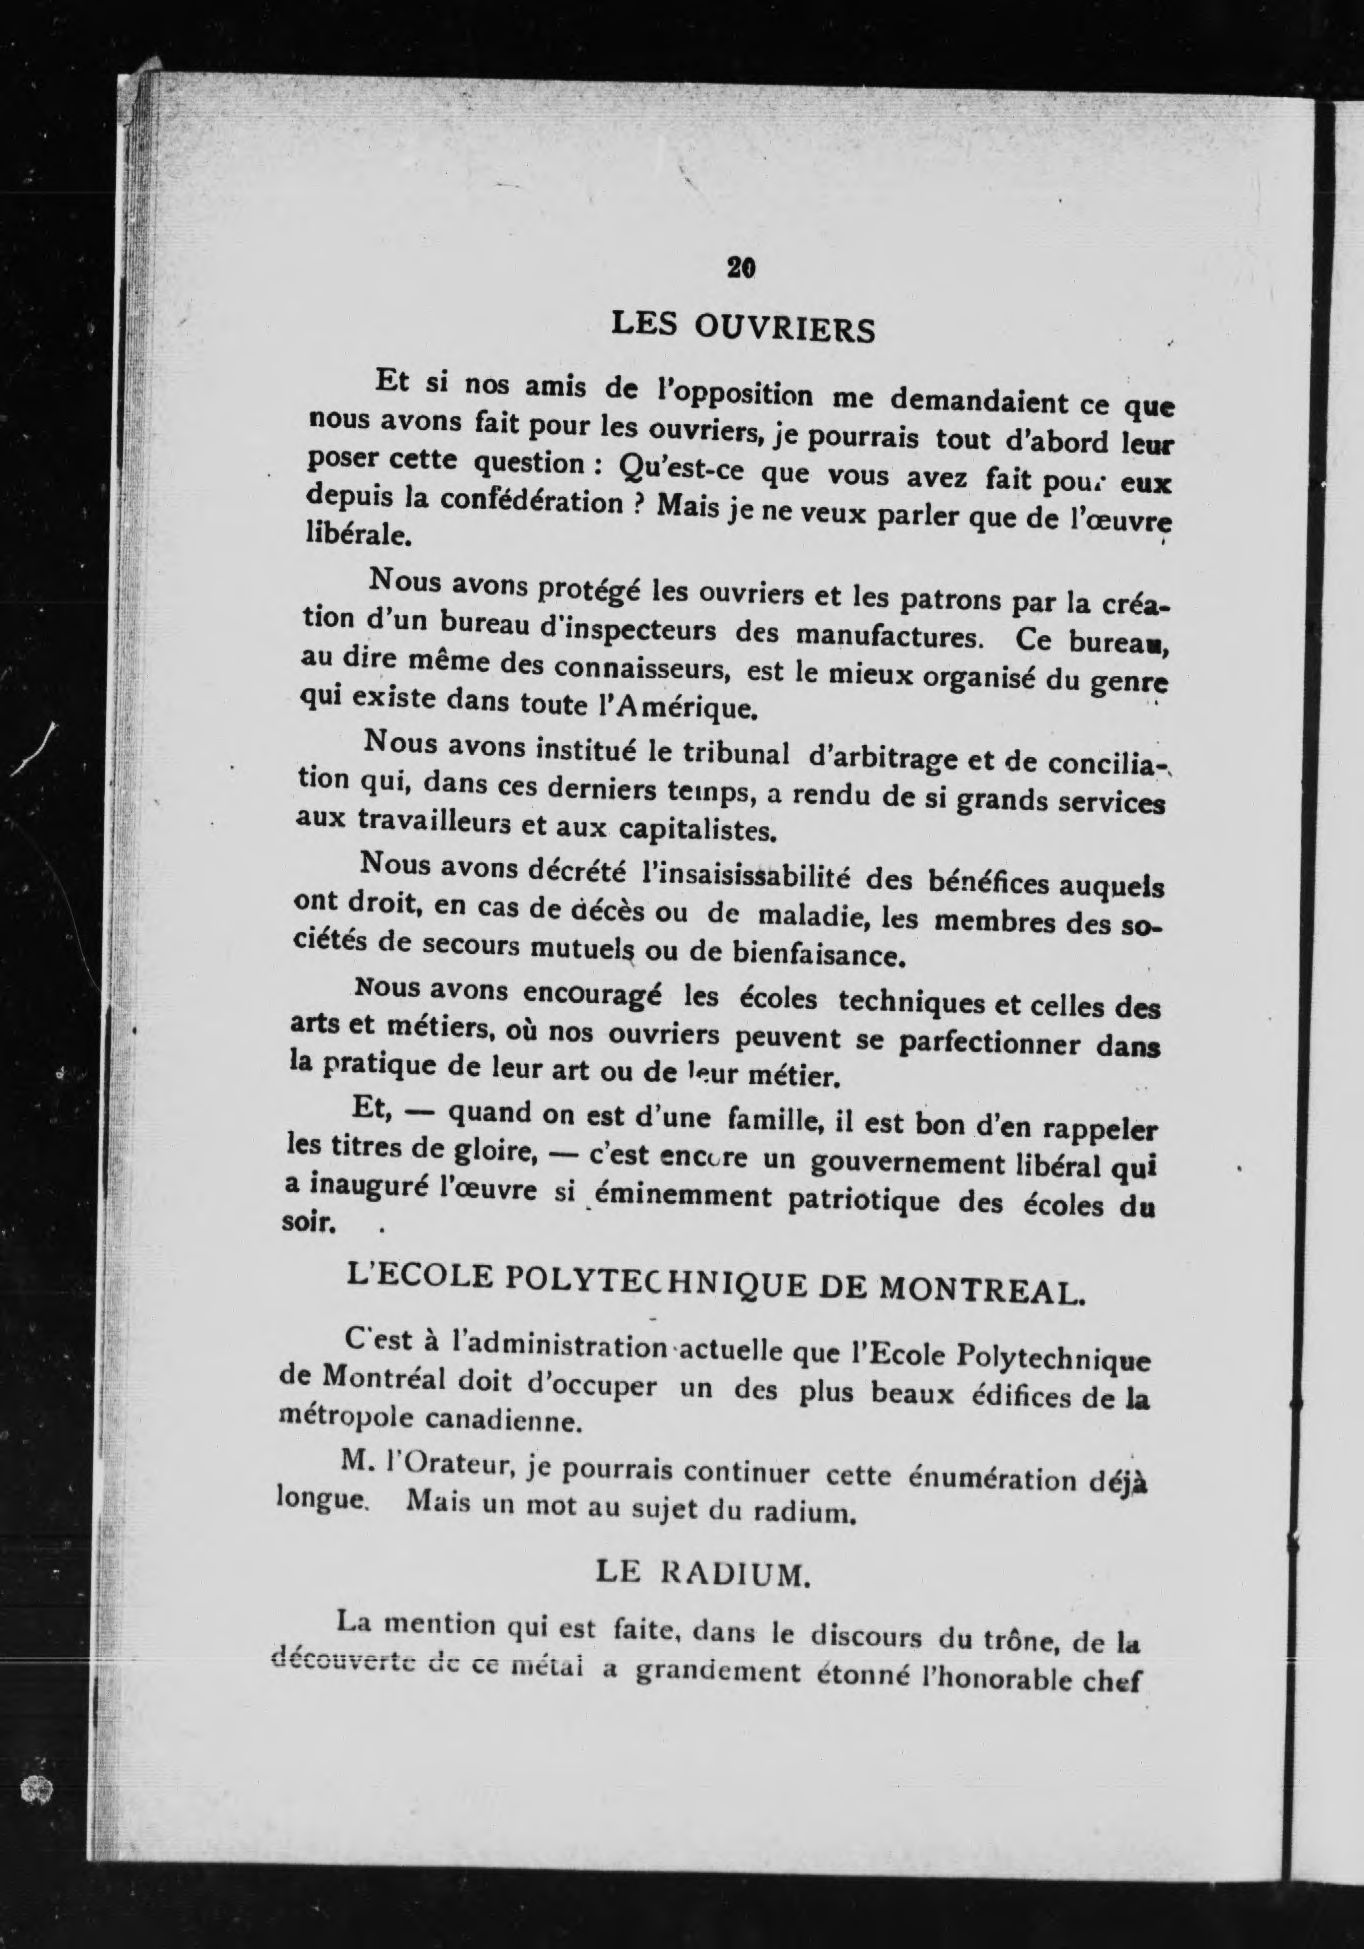 20
LES OUVRIERS
Et si nos amis de l'opposition me demandaient ce que
nous avons fait pour les ouvriers, je pourrais tout d'abord leur
poser cette question : Qu'est-ce que vous avez fait pour eux
depuis la confédération ? Mais je ne veux parler que de l'œuvre
libérale.
Nous avons protégé les ouvriers et les patrons par la créa-
tion d'un bureau d'inspecteurs des manufactures. Ce bureau,
au dire même des connaisseurs, est le mieux organisé du genre
qui existe dans toute l'Amérique.
Nous avons institué le tribunal d'arbitrage et de concilia-
tion qui, dans ces derniers temps, a rendu de si grands services
aux travailleurs et aux capitalistes.
Nous avons décrété l'insaisissabilité des bénéfices auquels
ont droit, en cas de décès ou de maladie, les membres des so-
ciétés de secours mutuels ou de bienfaisance.
Nous avons encouragé les écoles techniques et celles des
arts et métiers, où nos ouvriers peuvent se parfectionner dans
la pratique de leur art ou de leur métier.
Et, — quand on est d'une famille, il est bon d'en rappeler
les titres de gloire, — c'est encore un gouvernement libéral qui
a inauguré l'œuvre si éminemment patriotique des écoles du
soir.
L'ECOLE POLYTECHNIQUE DE MONTREAL.
C'est à l'administration actuelle que l'Ecole Polytechnique
de Montréal doit d'occuper un des plus beaux édifices de la
métropole canadienne.
M. l'Orateur, je pourrais continuer cette énumération déjà
longue. Mais un mot au sujet du radium.
LE RADIUM.
La mention qui est faite, dans le discours du trône, de la
découverte de ce métal a grandement étonné l'honorable chef